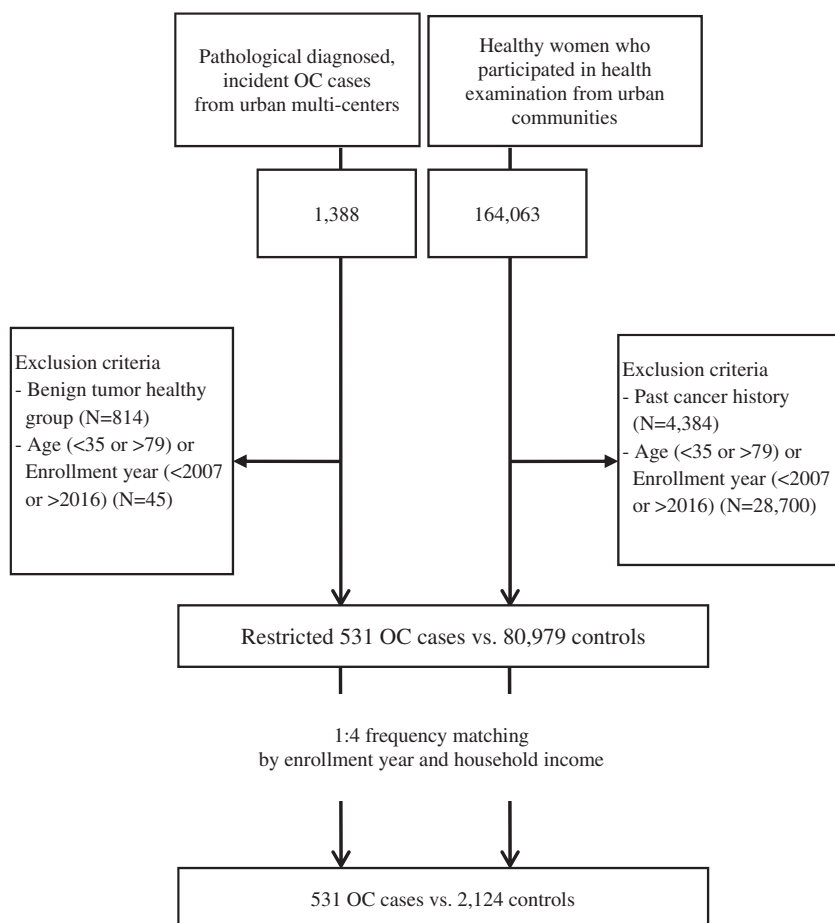 Pathological diagnosed,
incident OC cases
from urban multi-centers
Healthy women who
participated in health
examination from urban
communities
1,388
164,063
Exclusion criteria
- Benign tumor healthy
group (N=814)
- Age (<35 or >79) or
Enrollment year (<2007
or >2016) (N=45)
Exclusion criteria
- Past cancer history
(N=4,384)
- Age (<35 or >79) or
Enrollment year (<2007
or >2016) (N=28,700)
Restricted 531 OC cases vs. 80,979 controls
1:4 frequency matching
by enrollment year and household income
531 OC cases vs. 2,124 controls